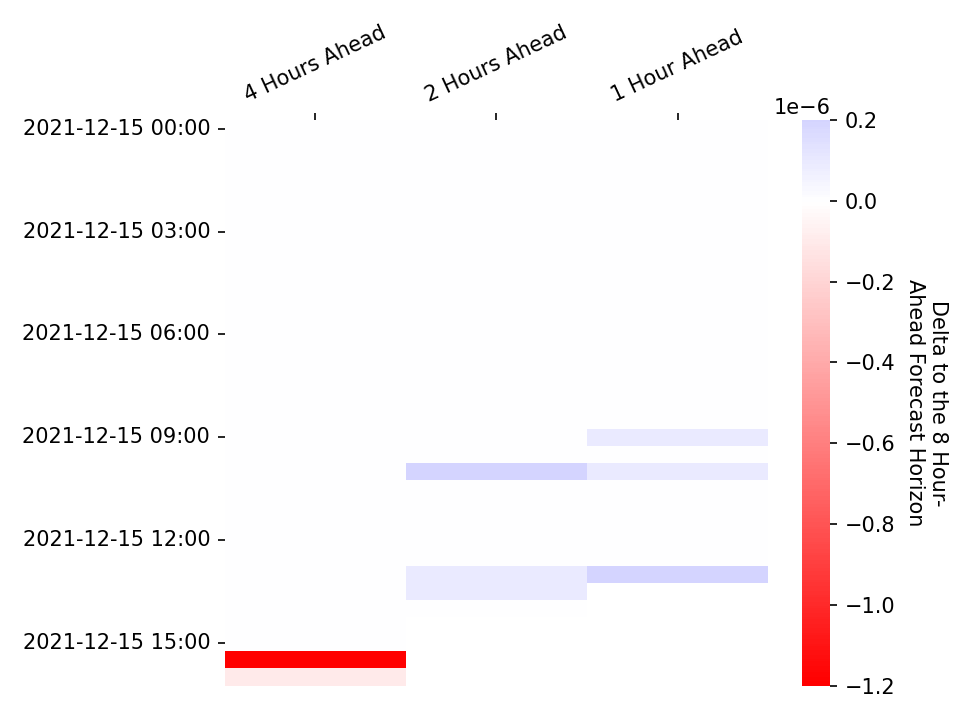 4 Hours Ahead
2 Hours Ahead
1 Hour Ahead
1e−6
2021-12-15 00:00
2021-12-15 03:00
2021-12-15 06:00
2021-12-15 09:00
2021-12-15 12:00
2021-12-15 15:00
0.2
0.0
−0.2
−0.4
−0.6
−0.8
−1.0
−1.2
Delta to the 8 Hour-
Ahead Forecast Horizon